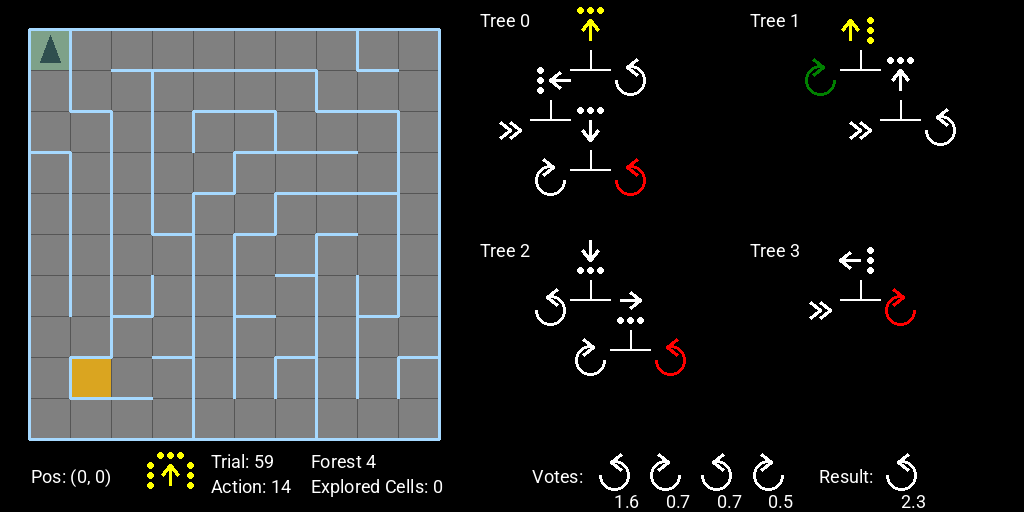 Tree 0
Tree 1
Tree 2
Tree 3
Pos: (0, 0)
Trial: 59
Forest 4
Action: 14
Explored Cells: 0
Votes:
1.6
0.7
0.7
0.5
Result:
2.3